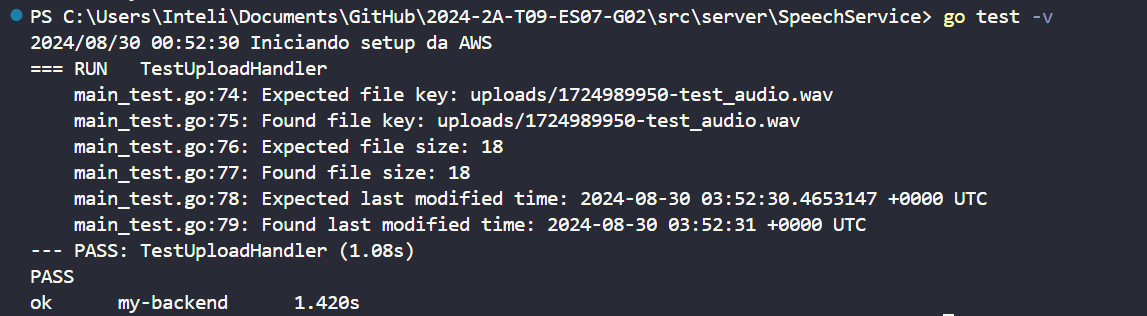 PS C:\Users\Inteli\Documents\GitHub\2024-2A-T09-ES07-G02\src\server\SpeechService> go test -v
2024/08/30 00:52:30 Iniciando setup da AWS
=== RUN   TestUploadHandler
    main_test.go:74: Expected file key: uploads/1724989950-test_audio.wav
    main_test.go:75: Found file key: uploads/1724989950-test_audio.wav
    main_test.go:76: Expected file size: 18
    main_test.go:77: Found file size: 18
    main_test.go:78: Expected last modified time: 2024-08-30 03:52:30.4653147 +0000 UTC
    main_test.go:79: Found last modified time: 2024-08-30 03:52:31 +0000 UTC
--- PASS: TestUploadHandler (1.08s)
PASS
ok      my-backend      1.420s